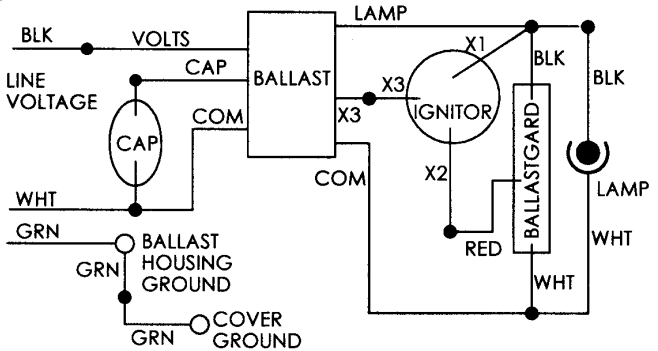 LAMP
BLK
VOLTS
X1
CAP
BALLAST
BLK
BLK
LINE
VOLTAGE
X3
IGNITOR
X3
COM
CAP
BALLASTGARD
COM
X2
LAMP
WHT
GRN
BALLAST
HOUSING
GROUND
GRN
RED
WHT
WHT
GRN
COVER
GROUND